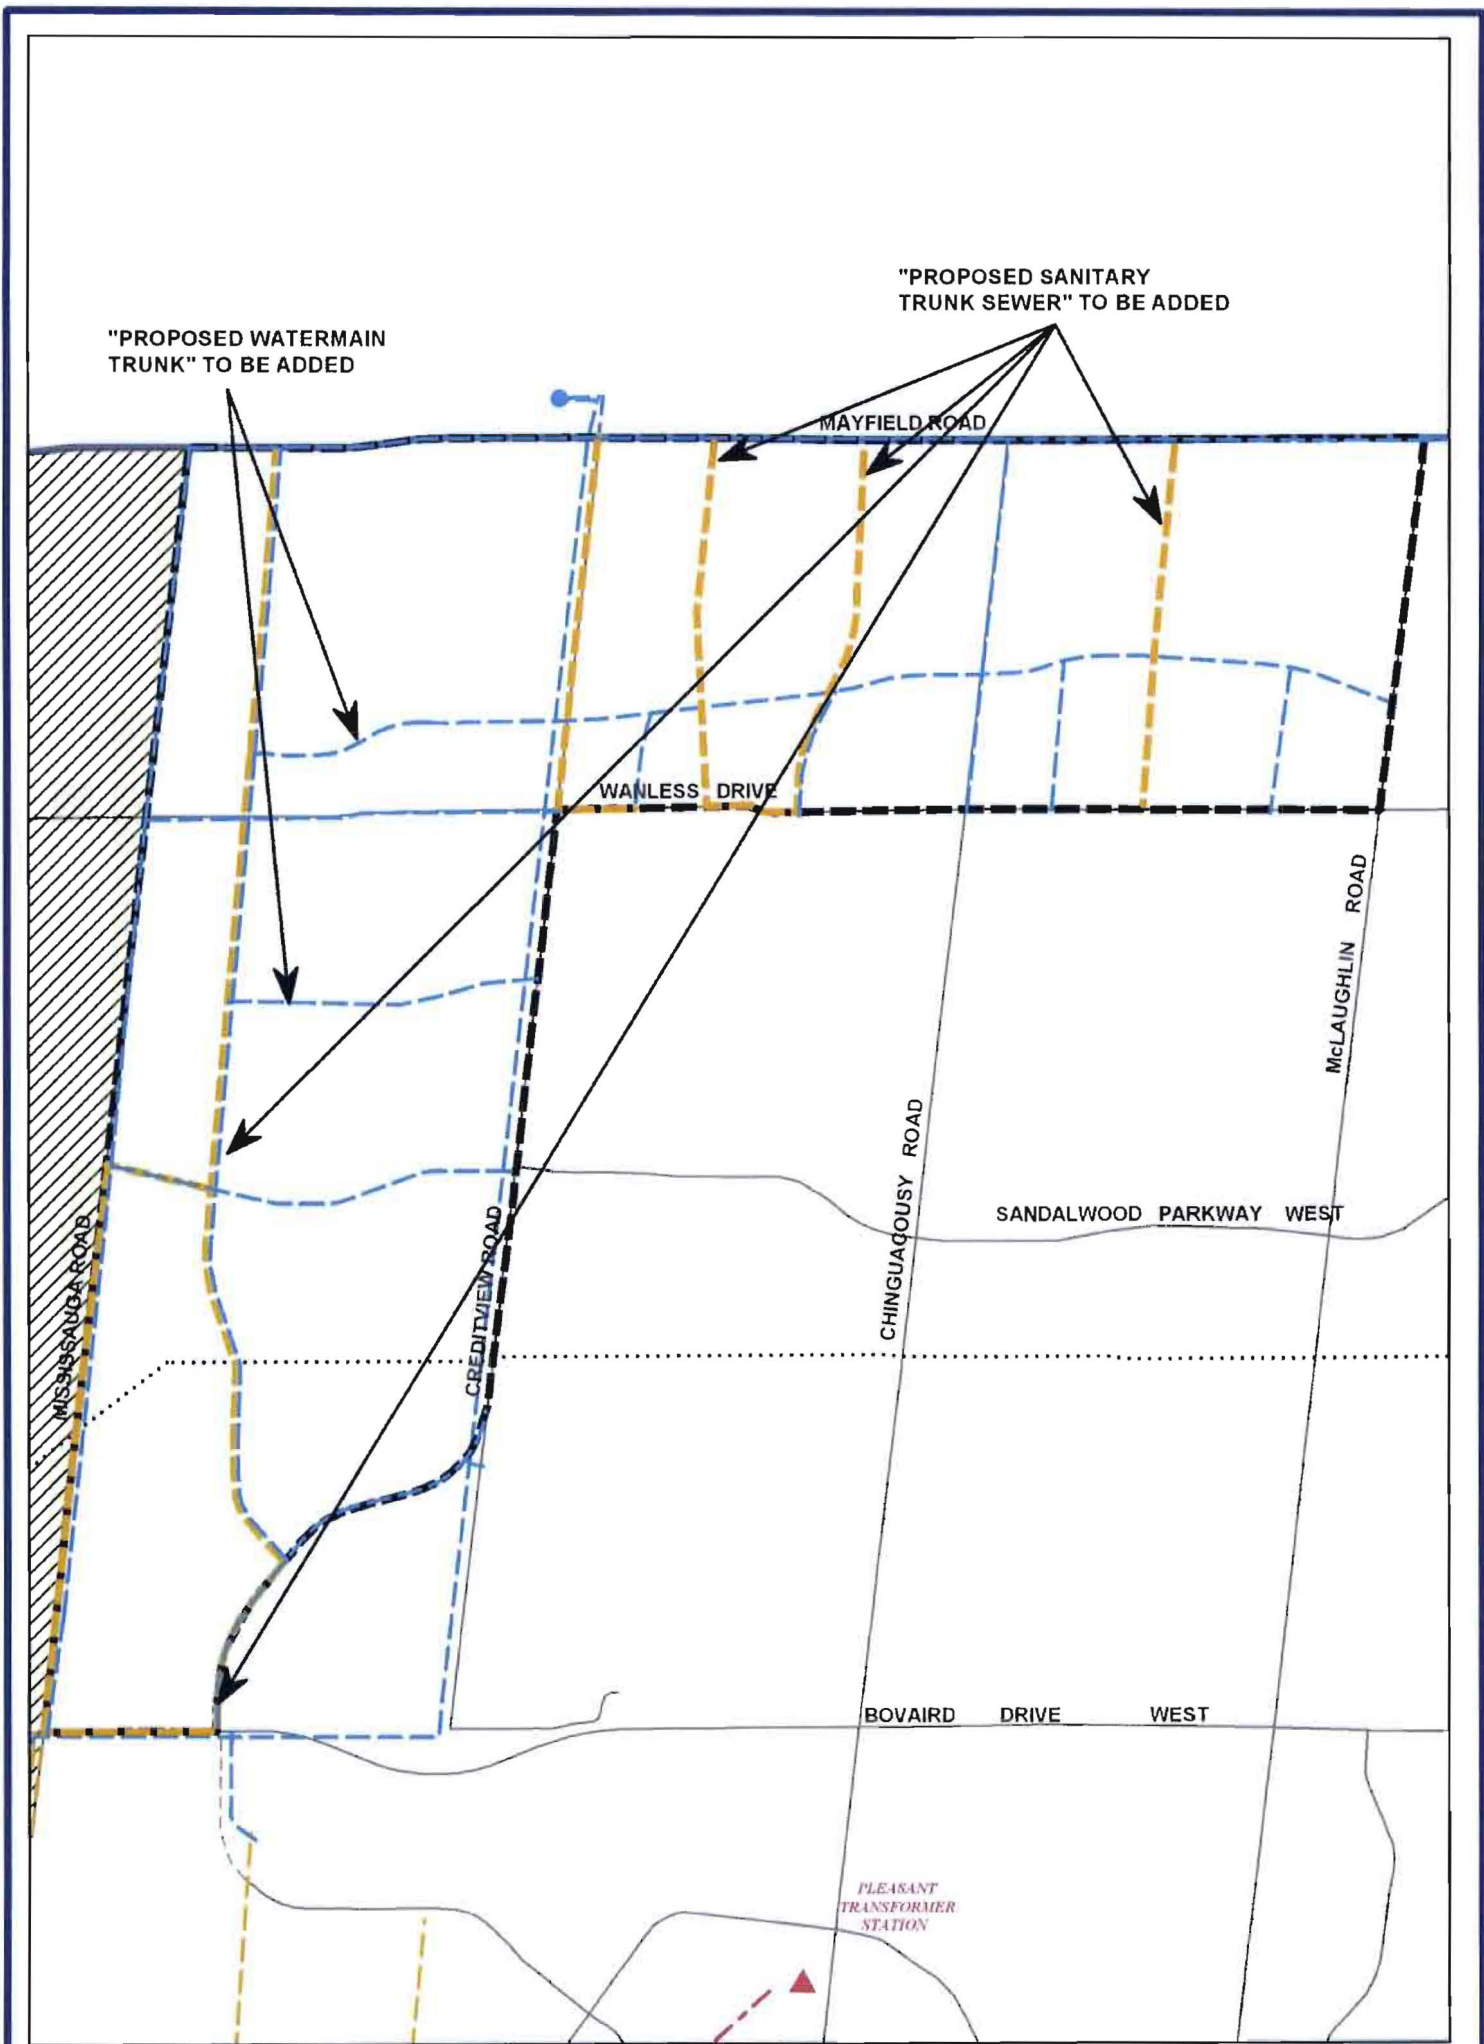 "PROPOSED SANITARY
TRUNK SEWER" TO BE ADDED
"PROPOSED WATERMAIN
TRUNK" TO BE ADDED
MAYFIELD ROAD
WANLESS DRIVE
McLAUGHLIN ROAD
CHINGUACOUSY ROAD
SANDALWOOD PARKWAY WEST
MISSISSAUGA ROAD
CREDITVIEW ROAD
BOVAIRD DRIVE WEST
PLEASANT
TRANSFORMER
STATION